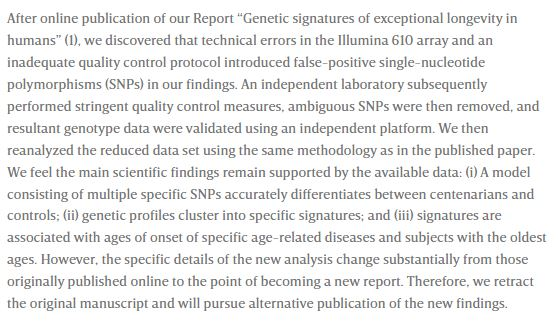 After online publication of our Report “Genetic signatures of exceptional longevity in
humans” (1), we discovered that technical errors in the Illumina 610 array and an
inadequate quality control protocol introduced false-positive single-nucleotide
polymorphisms (SNPs) in our findings. An independent laboratory subsequently
performed stringent quality control measures, ambiguous SNPs were then removed, and
resultant genotype data were validated using an independent platform. We then
reanalyzed the reduced data set using the same methodology as in the published paper.
We feel the main scientific findings remain supported by the available data: (i) A model
consisting of multiple specific SNPs accurately differentiates between centenarians and
controls; (ii) genetic profiles cluster into specific signatures; and (iii) signatures are
associated with ages of onset of specific age-related diseases and subjects with the oldest
ages. However, the specific details of the new analysis change substantially from those
originally published online to the point of becoming a new report. Therefore, we retract
the original manuscript and will pursue alternative publication of the new findings.